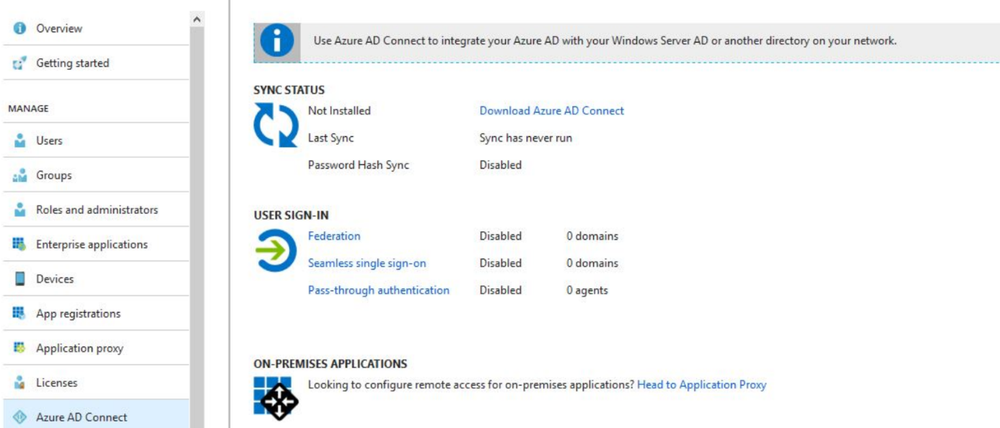 Overview
Getting started
MANAGE
Users
Groups
Roles and administrators
Enterprise applications
Devices
App registrations
Application proxy
Licenses
Azure AD Connect
Use Azure AD Connect to integrate your Azure AD with your Windows Server AD or another directory on your network.
SYNC STATUS
Not Installed Download Azure AD Connect
Last Sync Sync has never run
Password Hash Sync Disabled
USER SIGN-IN
Federation Disabled 0 domains
Seamless single sign-on Disabled 0 domains
Pass-through authentication Disabled 0 agents
ON-PREMISES APPLICATIONS
Looking to configure remote access for on-premises applications? Head to Application Proxy